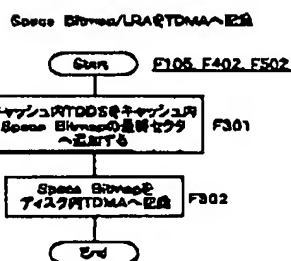 Space Bitmap/LRAをTDMAへ記録
Start
F105, F402, F502
キャッシュ内TDDSをキャッシュ内
Space Bitmapの最終セクタ
へ追加する
F301
Space Bitmapを
ディスク内TDMAへ記録
F302
End